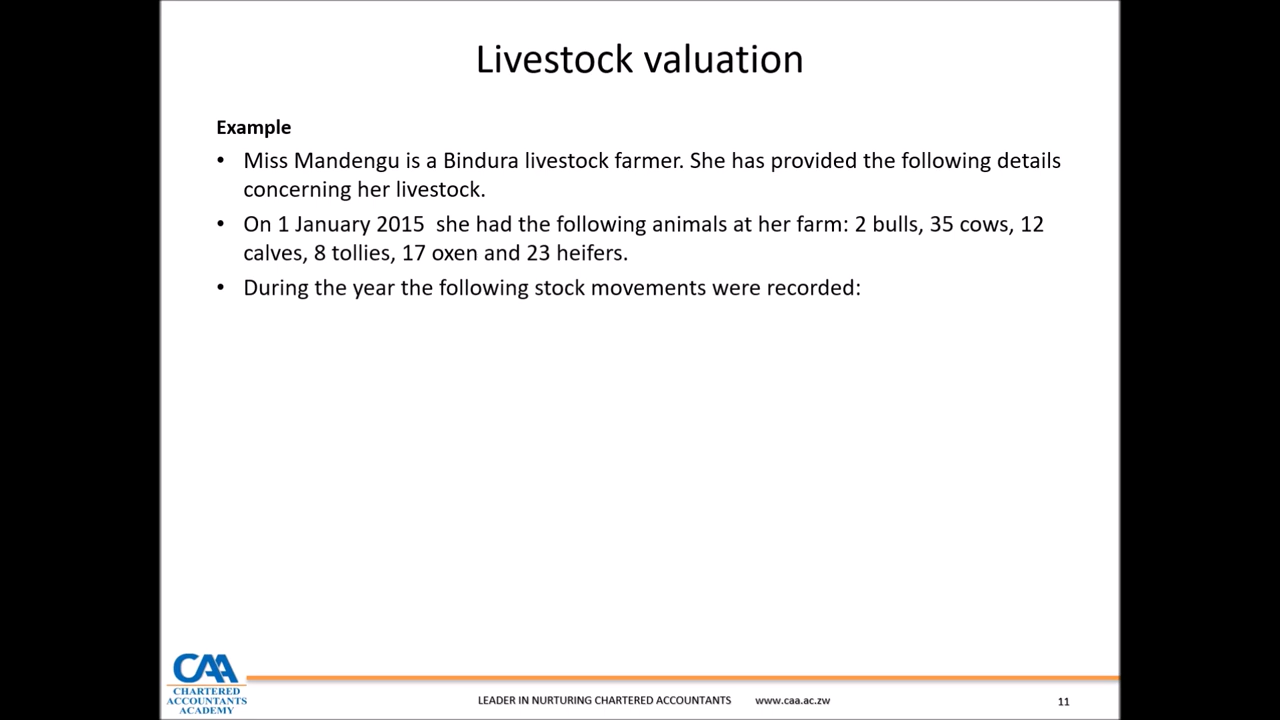 Livestock valuation
Example
• Miss Mandengu is a Bindura livestock farmer. She has provided the following details
concerning her livestock.
• On 1 January 2015  she had the following animals at her farm: 2 bulls, 35 cows, 12
calves, 8 tollies, 17 oxen and 23 heifers.
• During the year the following stock movements were recorded:
CAA
CHARTERED
ACCOUNTANTS
ACADEMY
LEADER IN NURTURING CHARTERED ACCOUNTANTS www.caa.ac.zw 11